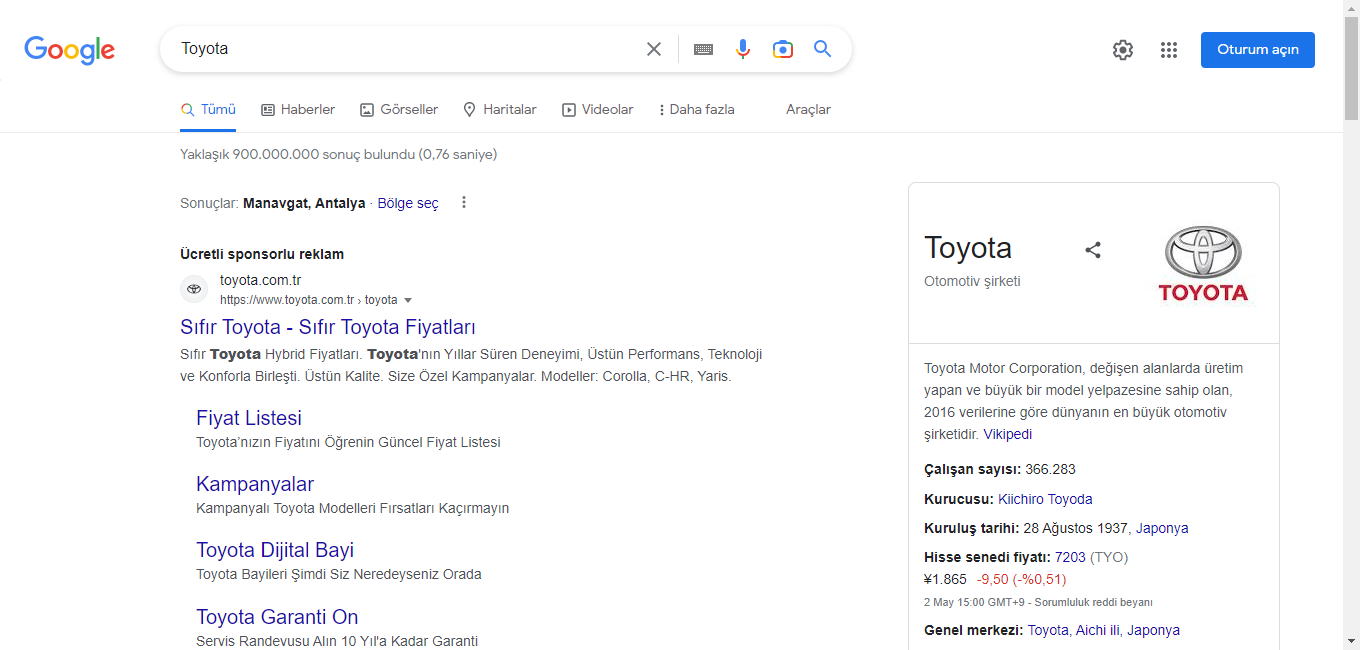 Google
Toyota
Oturum açın
Tümü
Haberler
Görseller
Haritalar
Videolar
Daha fazla
Araçlar
Yaklaşık 900.000.000 sonuç bulundu (0,76 saniye)
Sonuçlar: Manavgat, Antalya · Bölge seç
Ücretli sponsorlu reklam
toyota.com.tr
https://www.toyota.com.tr › toyota
Sıfır Toyota - Sıfır Toyota Fiyatları
Sıfır Toyota Hybrid Fiyatları. Toyota'nın Yıllar Süren Deneyimi, Üstün Performans, Teknoloji
ve Konforla Birleşti. Üstün Kalite. Size Özel Kampanyalar. Modeller: Corolla, C-HR, Yaris.
Fiyat Listesi
Toyota'nızın Fiyatını Öğrenin Güncel Fiyat Listesi
Kampanyalar
Kampanyalı Toyota Modelleri Fırsatları Kaçırmayın
Toyota Dijital Bayi
Toyota Bayileri Şimdi Siz Neredeyseniz Orada
Toyota Garanti On
Servis Randevusu Alın 10 Yıl'a Kadar Garanti
Toyota
Otomotiv şirketi
TOYOTA
Toyota Motor Corporation, değişen alanlarda üretim
yapan ve büyük bir model yelpazesine sahip olan,
2016 verilerine göre dünyanın en büyük otomotiv
şirketidir. Vikipedi
Çalışan sayısı: 366.283
Kurucusu: Kiichiro Toyoda
Kuruluş tarihi: 28 Ağustos 1937, Japonya
Hisse senedi fiyatı: 7203 (TYO)
¥1.865 -9,50 (-%0,51)
2 May 15:00 GMT+9 - Sorumluluk reddi beyanı
Genel merkezi: Toyota, Aichi ili, Japonya